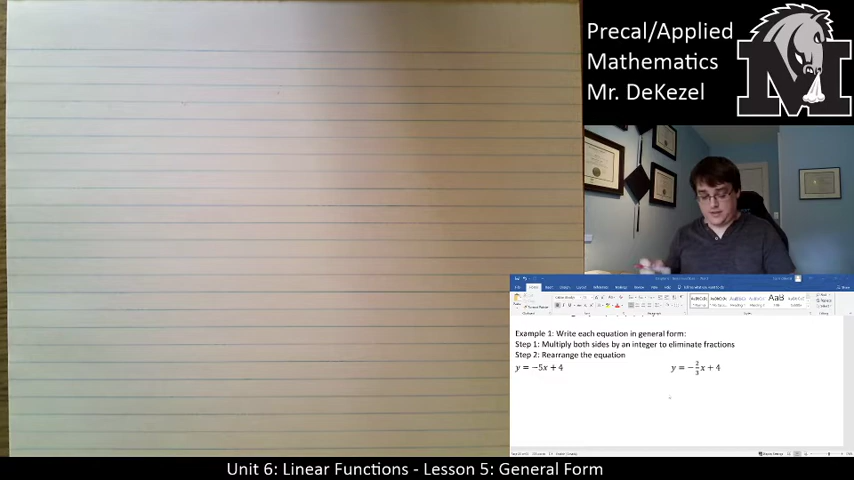 Precal/Applied
Mathematics
Mr. DeKezel
M
Example 1: Write each equation in general form:
Step 1: Multiply both sides by an integer to eliminate fractions
Step 2: Rearrange the equation
y = −5x + 4
y = −2/3x + 4
Unit 6: Linear Functions - Lesson 5: General Form